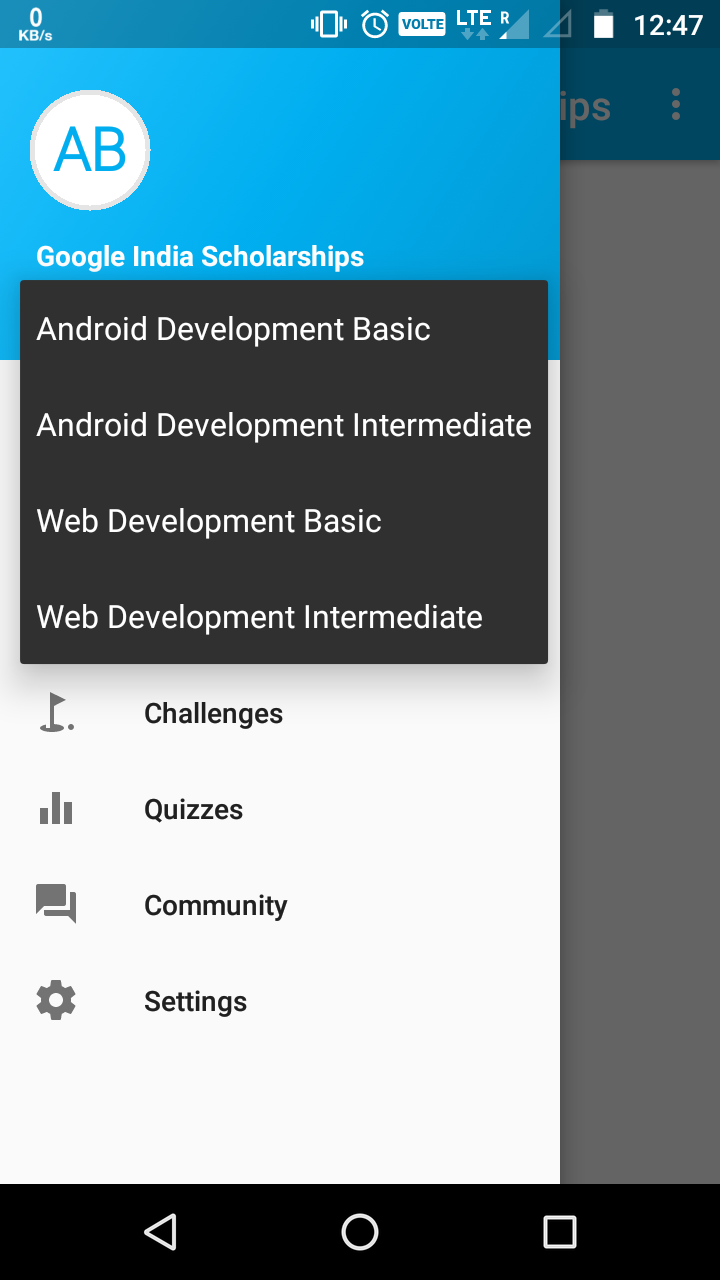 0
KB/s
VOLTE
LTE
R
12:47
ips
AB
Google India Scholarships
Android Development Basic
Android Development Intermediate
Web Development Basic
Web Development Intermediate
Challenges
Quizzes
Community
Settings